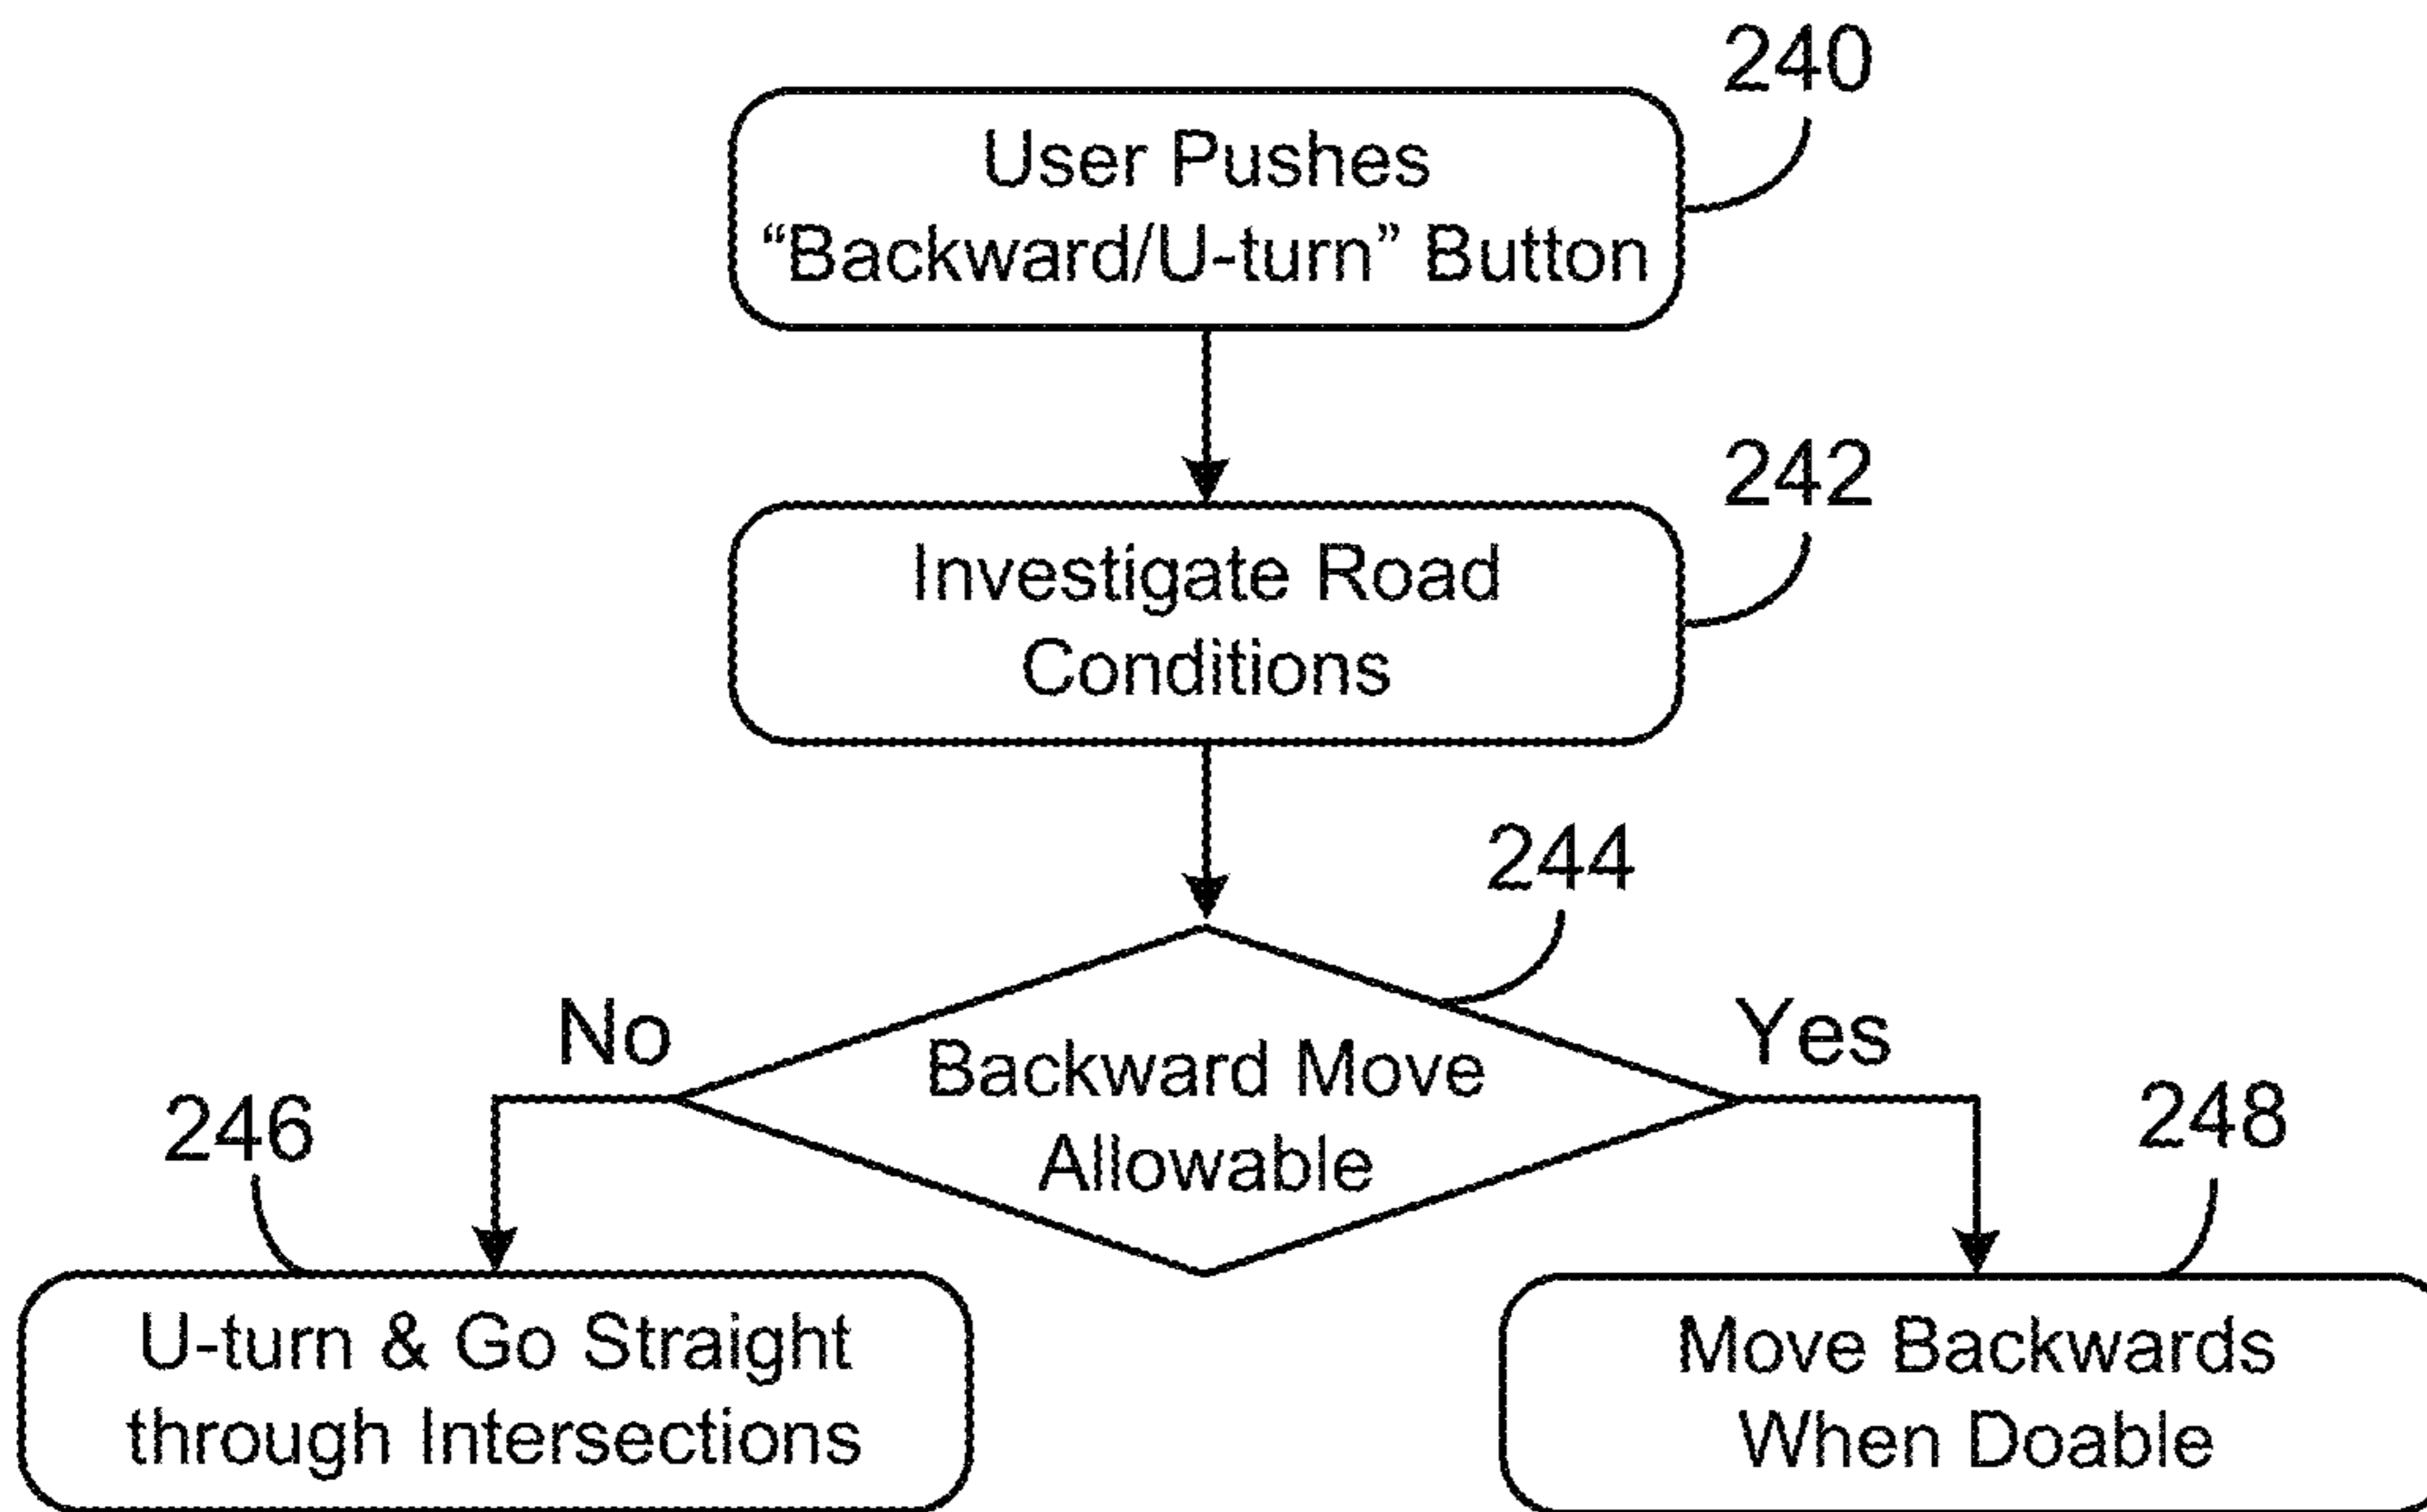 240
User Pushes
“Backward/U-turn” Button
242
Investigate Road
Conditions
244
No
Yes
Backward Move
Allowable
246
248
U-turn & Go Straight
through Intersections
Move Backwards
When Doable